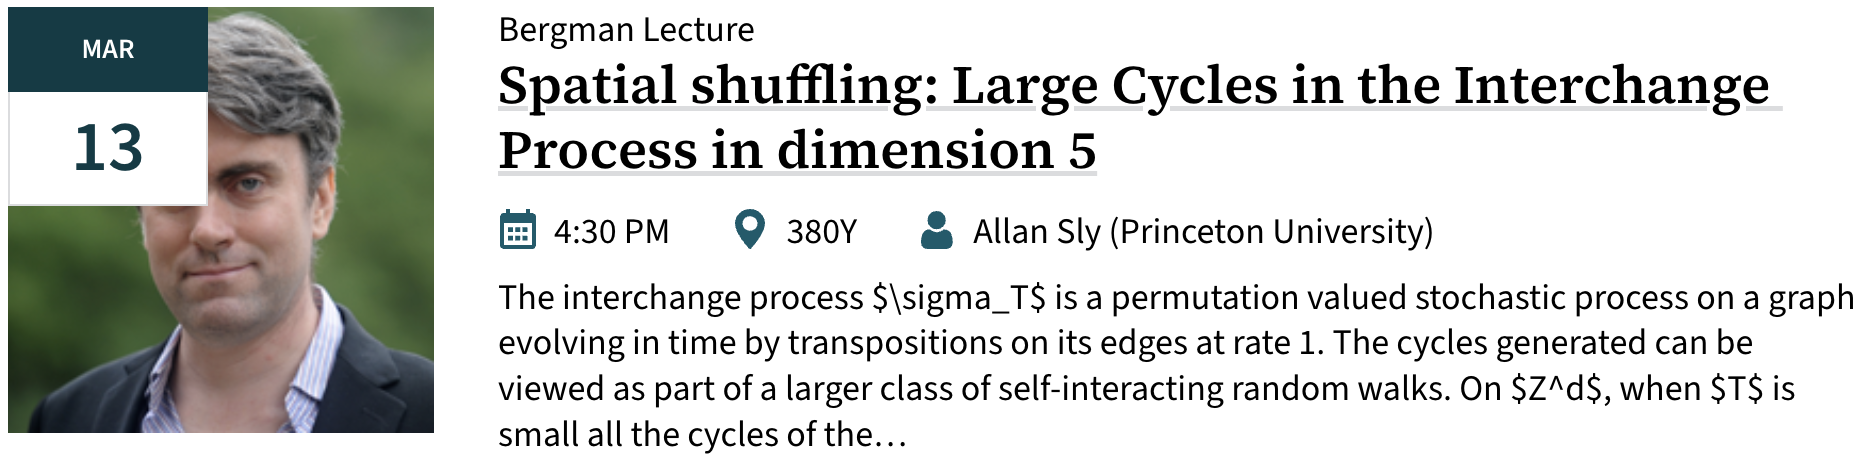 MAR
13
Bergman Lecture
Spatial shuffling: Large Cycles in the Interchange
Process in dimension 5
4:30 PM 380Y Allan Sly (Princeton University)
The interchange process $\sigma_T$ is a permutation valued stochastic process on a graph
evolving in time by transpositions on its edges at rate 1. The cycles generated can be
viewed as part of a larger class of self-interacting random walks. On $Z^d$, when $T$ is
small all the cycles of the…